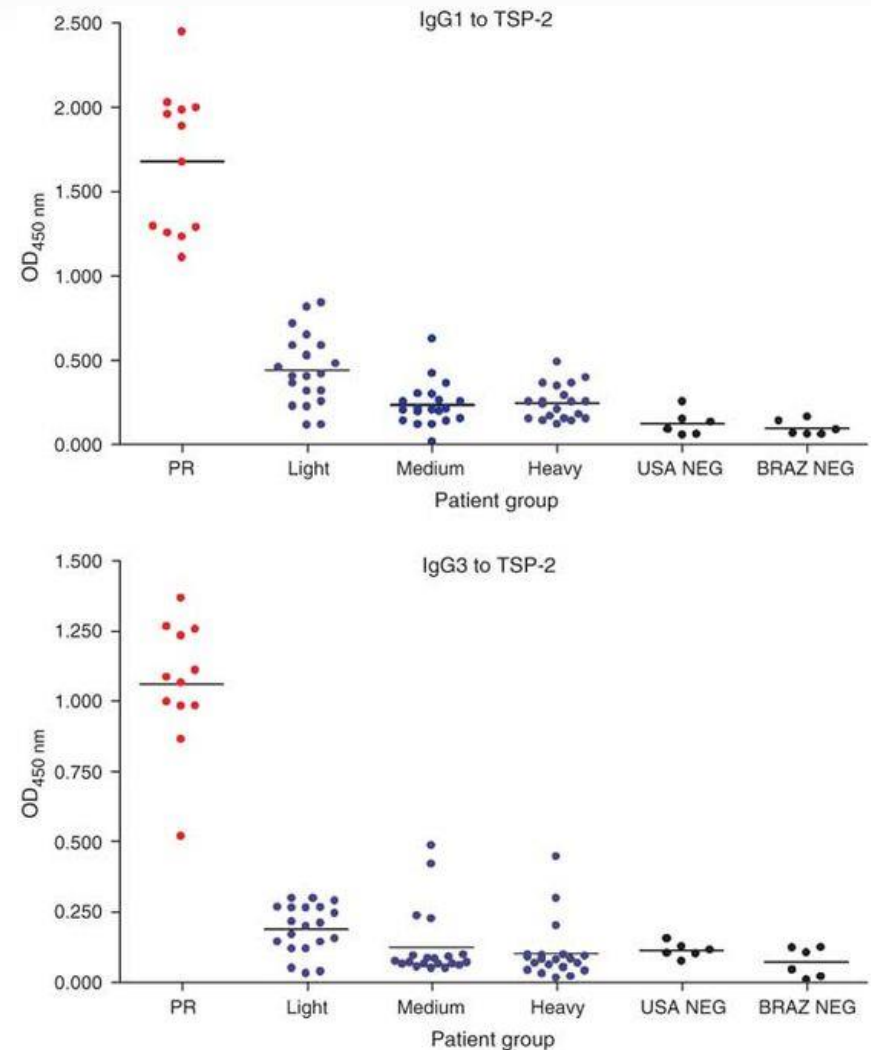 IgG1 to TSP-2
2.500
2.000
1.500
1.000
0.500
0.000
OD450 nm
PR Light Medium Heavy USA NEG BRAZ NEG
Patient group
IgG3 to TSP-2
1.500
1.250
1.000
0.750
0.500
0.250
0.000
OD450 nm
PR Light Medium Heavy USA NEG BRAZ NEG
Patient group